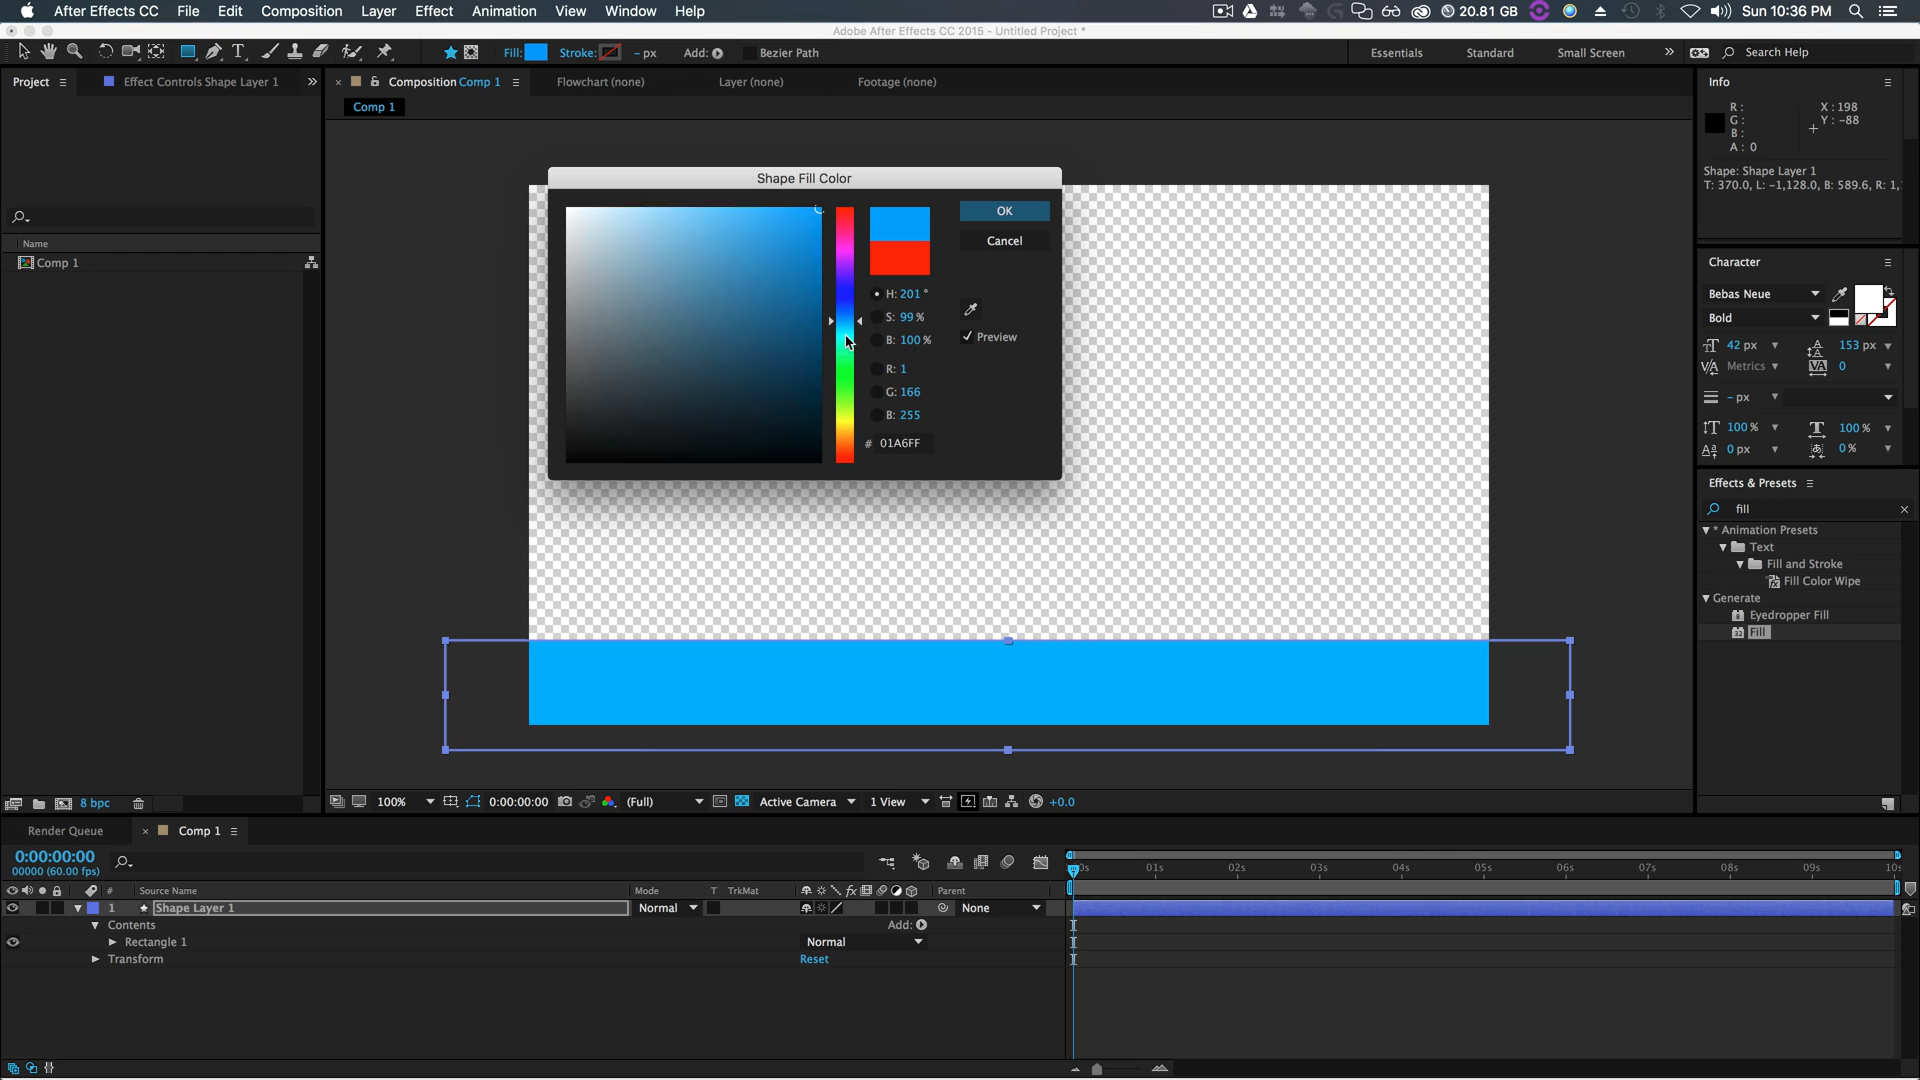 After Effects CC File Edit Composition Layer Effect Animation View Window Help 20.81 GB Sun 10:36 PM
Adobe After Effects CC 2015 - Untitled Project *
T Fill: Stroke: - px Add: Bezier Path Essentials Standard Small Screen » Search Help
Project Effect Controls Shape Layer 1 » × Composition Comp 1 Flowchart (none) Layer (none) Footage (none) Info
Comp 1
R : X : 198
G : Y : -88
B :
A : 0
Shape: Shape Layer 1
T: 370.0, L: -1,128.0, B: 589.6, R: 1,
Shape Fill Color
OK
Cancel
H: 201 °
S: 99 %
B: 100 %
Preview
R: 1
G: 166
B: 255
# 01A6FF
Name
Comp 1
Character
Bebas Neue
Bold
42 px 153 px
Metrics 0
- px
100 % 100 %
0 px 0 %
Effects & Presets
fill ×
* Animation Presets
Text
Fill and Stroke
Fill Color Wipe
Generate
Eyedropper Fill
32 Fill
8 bpc
100% 0:00:00:00 (Full) Active Camera 1 View +0.0
Render Queue × Comp 1
0:00:00:00
00000 (60.00 fps)
0s 01s 02s 03s 04s 05s 06s 07s 08s 09s 10s
# Source Name Mode T TrkMat fx Parent
1 Shape Layer 1 Normal None
Contents Add:
Rectangle 1 Normal
Transform Reset